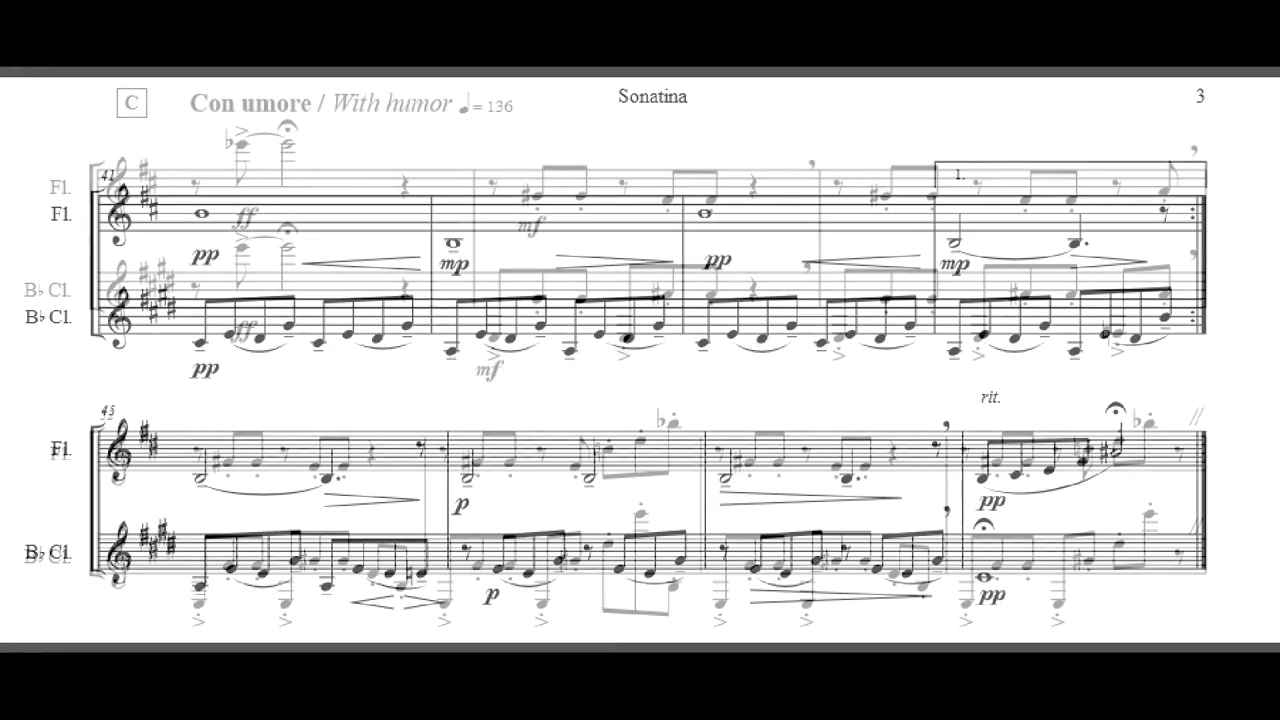 C Con umore / With humor ♩ = 136 Sonatina 3
41 1.
Fl.
Fl.
ff mf
pp mp pp mp
B♭ Cl.
B♭ Cl.
ff
pp mf
45 rit.
Fl.
p pp
B♭ Cl.
p pp